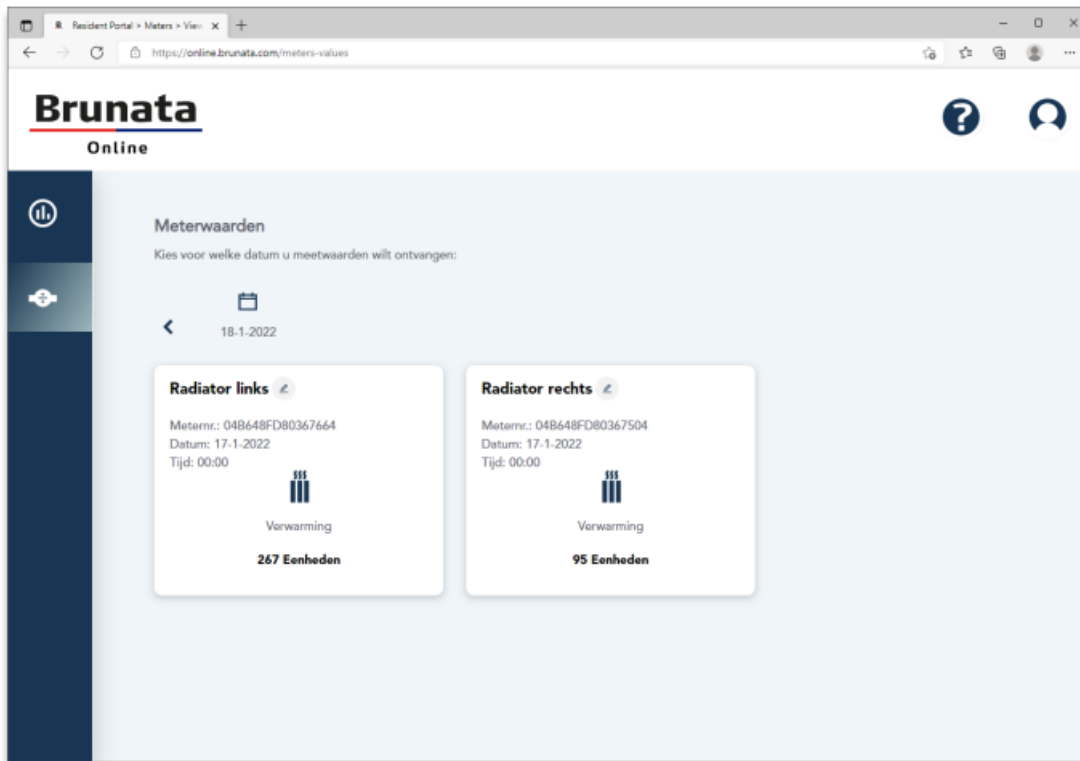 Resident Portal > Meters > View
https://online.brunata.com/meters-values
Brunata
Online
Meterwaarden
Kies voor welke datum u meetwaarden wilt ontvangen:
18-1-2022
Radiator links
Meternr.: 04B648FD80367664
Datum: 17-1-2022
Tijd: 00:00
Verwarming
267 Eenheden
Radiator rechts
Meternr.: 04B648FD80367504
Datum: 17-1-2022
Tijd: 00:00
Verwarming
95 Eenheden